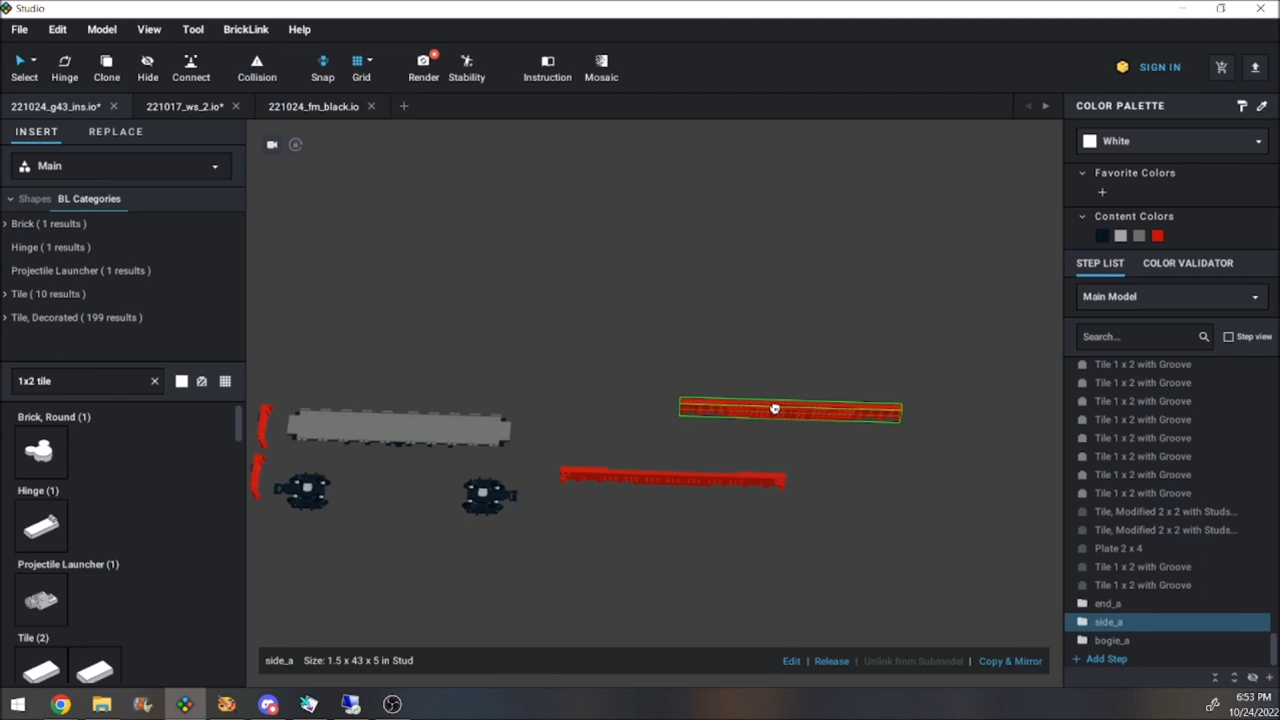 Studio
File Edit Model View Tool BrickLink Help
Select Hinge Clone Hide Connect Collision Snap Grid Render Stability Instruction Mosaic SIGN IN
221024_g43_ins.io* 221017_ws_2.io* 221024_fm_black.io
COLOR PALETTE
INSERT REPLACE
White
Main
Favorite Colors
Shapes BL Categories
Content Colors
Brick ( 1 results )
Hinge ( 1 results )
STEP LIST COLOR VALIDATOR
Projectile Launcher ( 1 results )
Tile ( 10 results )
Main Model
Tile, Decorated ( 199 results )
Search... Step view
1x2 tile
Brick, Round (1)
Hinge (1)
Projectile Launcher (1)
Tile (2)
Tile 1 x 2 with Groove
Tile 1 x 2 with Groove
Tile 1 x 2 with Groove
Tile 1 x 2 with Groove
Tile 1 x 2 with Groove
Tile 1 x 2 with Groove
Tile 1 x 2 with Groove
Tile 1 x 2 with Groove
Tile, Modified 2 x 2 with Studs...
Tile, Modified 2 x 2 with Studs...
Plate 2 x 4
Tile 1 x 2 with Groove
Tile 1 x 2 with Groove
end_a
side_a
bogie_a
+ Add Step
side_a Size: 1.5 x 43 x 5 in Stud Edit | Release | Unlink from Submodel | Copy & Mirror
6:53 PM
10/24/2022